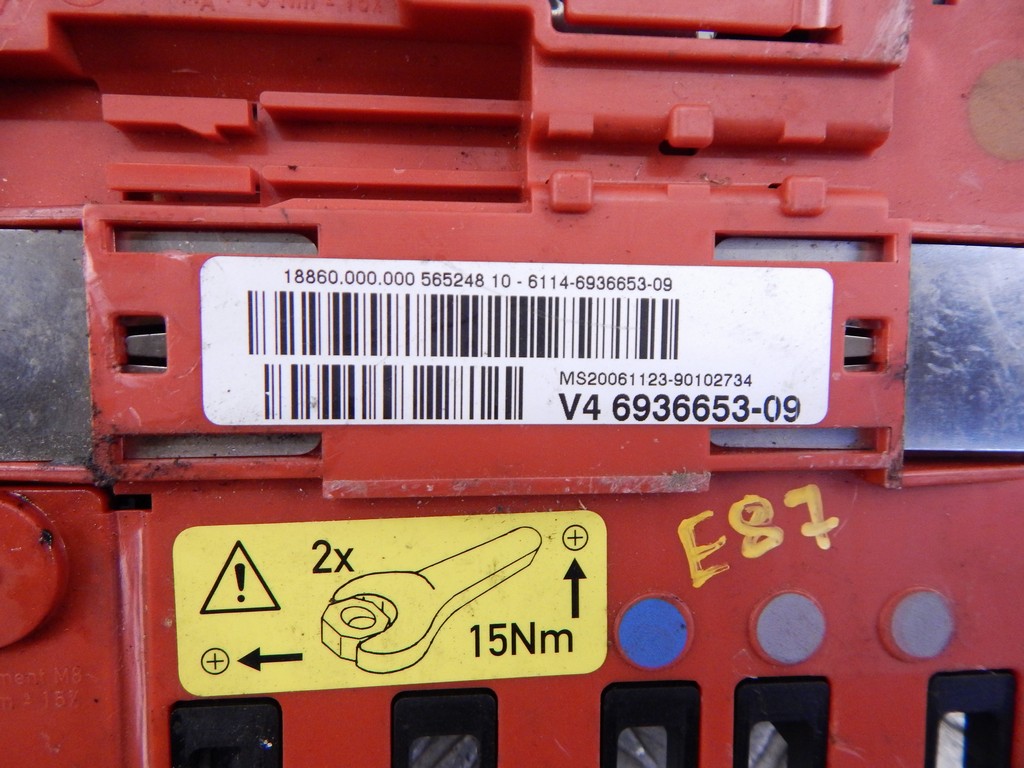 18860.000.000 565248 10 - 6114-6936653-09
MS20061123-90102734
V4 6936653-09
E87
2x
15Nm